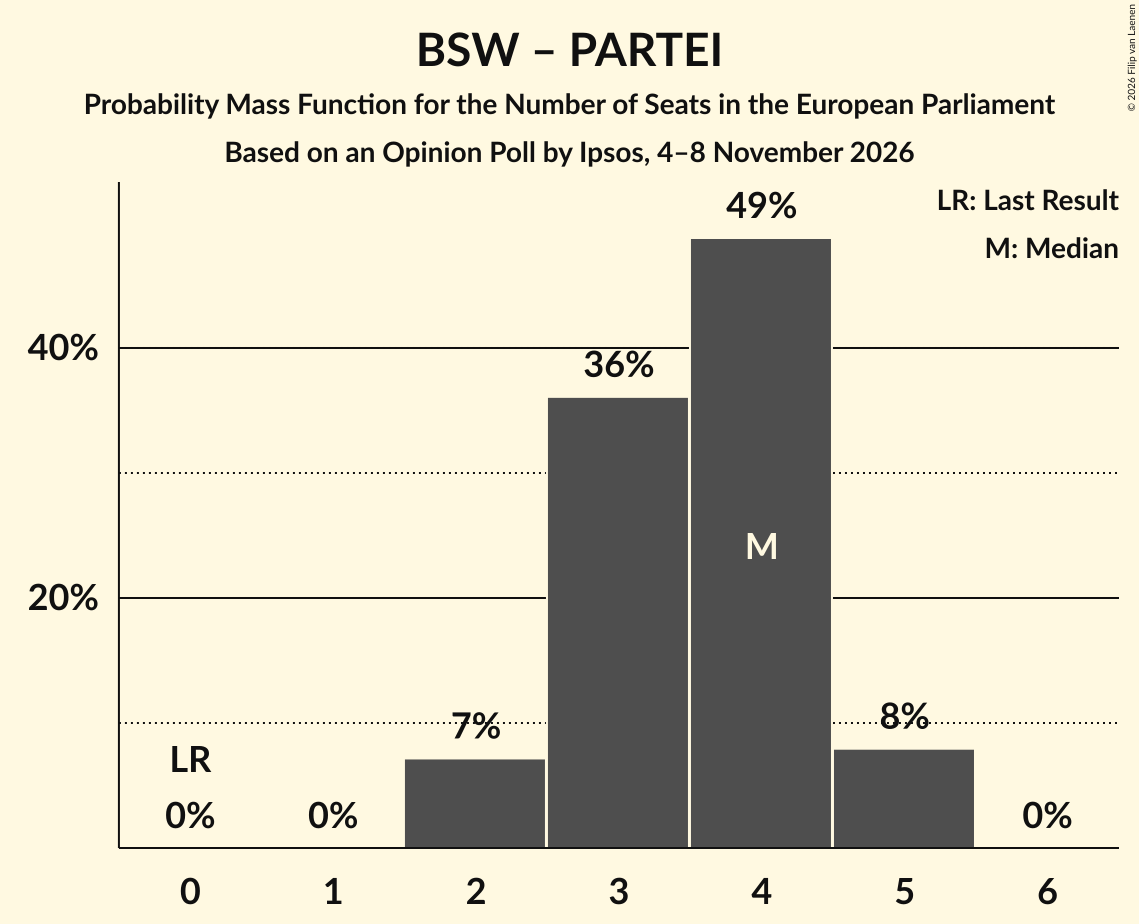 BSW – PARTEI
Probability Mass Function for the Number of Seats in the European Parliament
Based on an Opinion Poll by Ipsos, 4–8 November 2026
© 2026 Filip van Laenen
LR: Last Result
M: Median
49%
40%
36%
M
20%
8%
7%
LR
0%
0%
0%
0
1
2
3
4
5
6